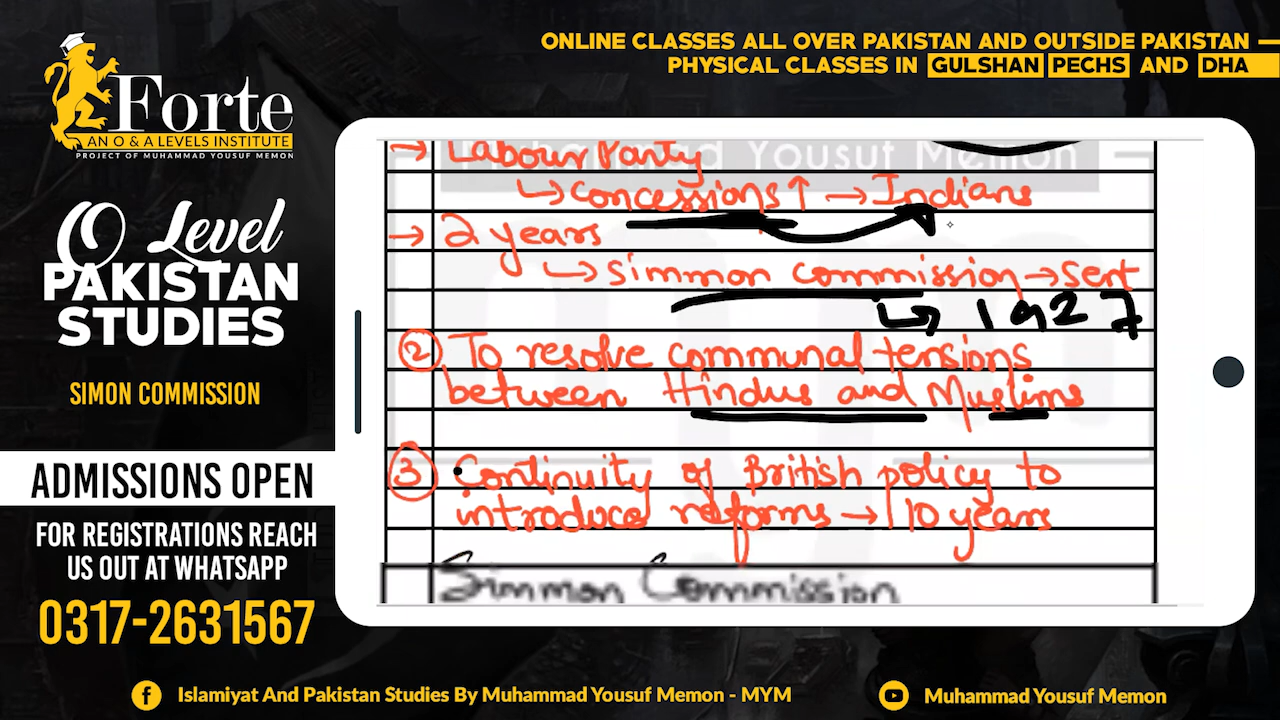 ONLINE CLASSES ALL OVER PAKISTAN AND OUTSIDE PAKISTAN
PHYSICAL CLASSES IN GULSHAN PECHS AND DHA
Forte
AN O & A LEVELS INSTITUTE
PROJECT OF MUHAMMAD YOUSUF MEMON
O Level
PAKISTAN
STUDIES
SIMON COMMISSION
ADMISSIONS OPEN
FOR REGISTRATIONS REACH
US OUT AT WHATSAPP
0317-2631567
Muhammad Yousuf Memon
→ Labour Party
↳ concessions ↑ → Indians
→ 2 years
↳ Simmon commission → Sent
↳ 1927
② To resolve communal tensions
between Hindus and Muslims
③ Continuity of British policy to
introduce reforms → 10 years
Simmon Commission
Islamiyat And Pakistan Studies By Muhammad Yousuf Memon - MYM
Muhammad Yousuf Memon